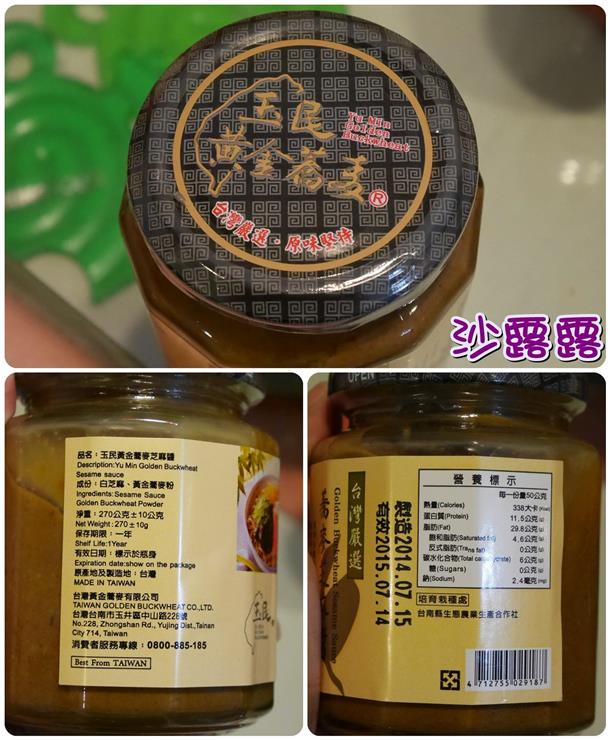 玉民
黃金蕎麦®
Yu Min
Golden
Buckwheat
台灣嚴選・原味堅持
沙露露
品名：玉民黃金蕎麥芝麻醬
Description:Yu Min Golden Buckwheat
Sesame sauce
成份：白芝麻、黃金蕎麥粉
Ingredients: Sesame Sauce
Golden Buckwheat Powder
淨重：270公克±10公克
Net Weight:270±10g
保存期限：一年
Shelf Life:1Year
有效日期：標示於瓶身
Expiration date:show on the package
原產地及製造地：台灣
MADE IN TAIWAN
台灣黃金蕎麥有限公司
TAIWAN GOLDEN BUCKWHEAT CO.,LTD.
台灣台南市玉井區中山路228號
No.228, Zhongshan Rd., Yujing Dist.,Tainan
City 714, Taiwan
消費者服務專線：0800-885-185
Best From TAIWAN
OPEN
台灣嚴選
Golden Buckwheat Sesame Sauce
製造2014.07.15
有效2015.07.14
營養標示
每一份量50公克
熱量(Calories) 338大卡(Kcal)
蛋白質(Protein) 11.5公克(g)
脂肪(Fat) 29.8公克(g)
飽和脂肪(Saturated fat) 4.6公克(g)
反式脂肪(Trans fat) 0公克(g)
碳水化合物(Total carbohydrate) 6公克(g)
糖(Sugars) 0公克(g)
鈉(Sodium) 2.4毫克(mg)
培育栽種處
台南縣生態農業生產合作社
4 712755 029187